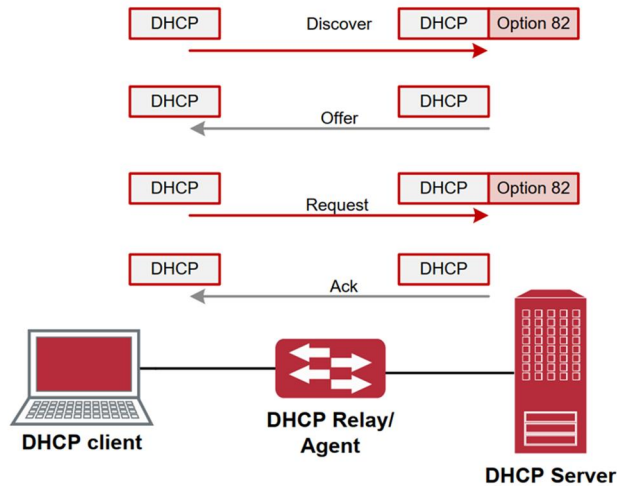 DHCP Discover DHCP Option 82
DHCP Offer DHCP
DHCP Request DHCP Option 82
DHCP Ack DHCP
DHCP client
DHCP Relay/
Agent
DHCP Server